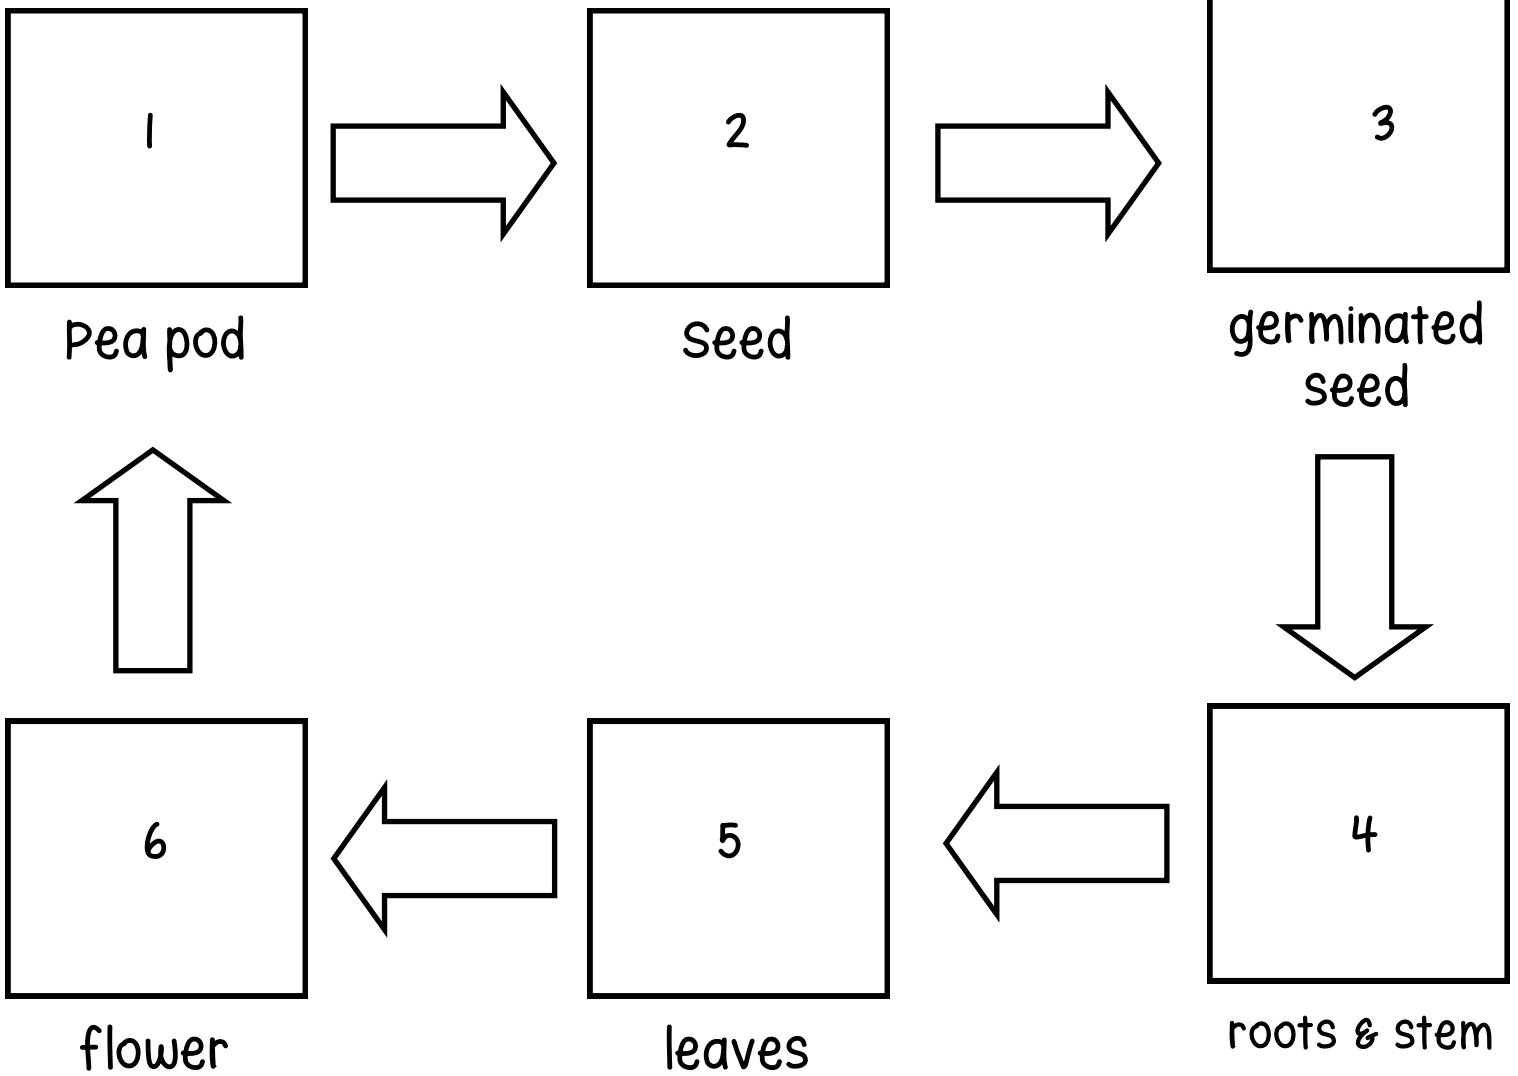 1
2
3
Pea pod
Seed
germinated
seed
6
5
4
flower
leaves
roots & stem